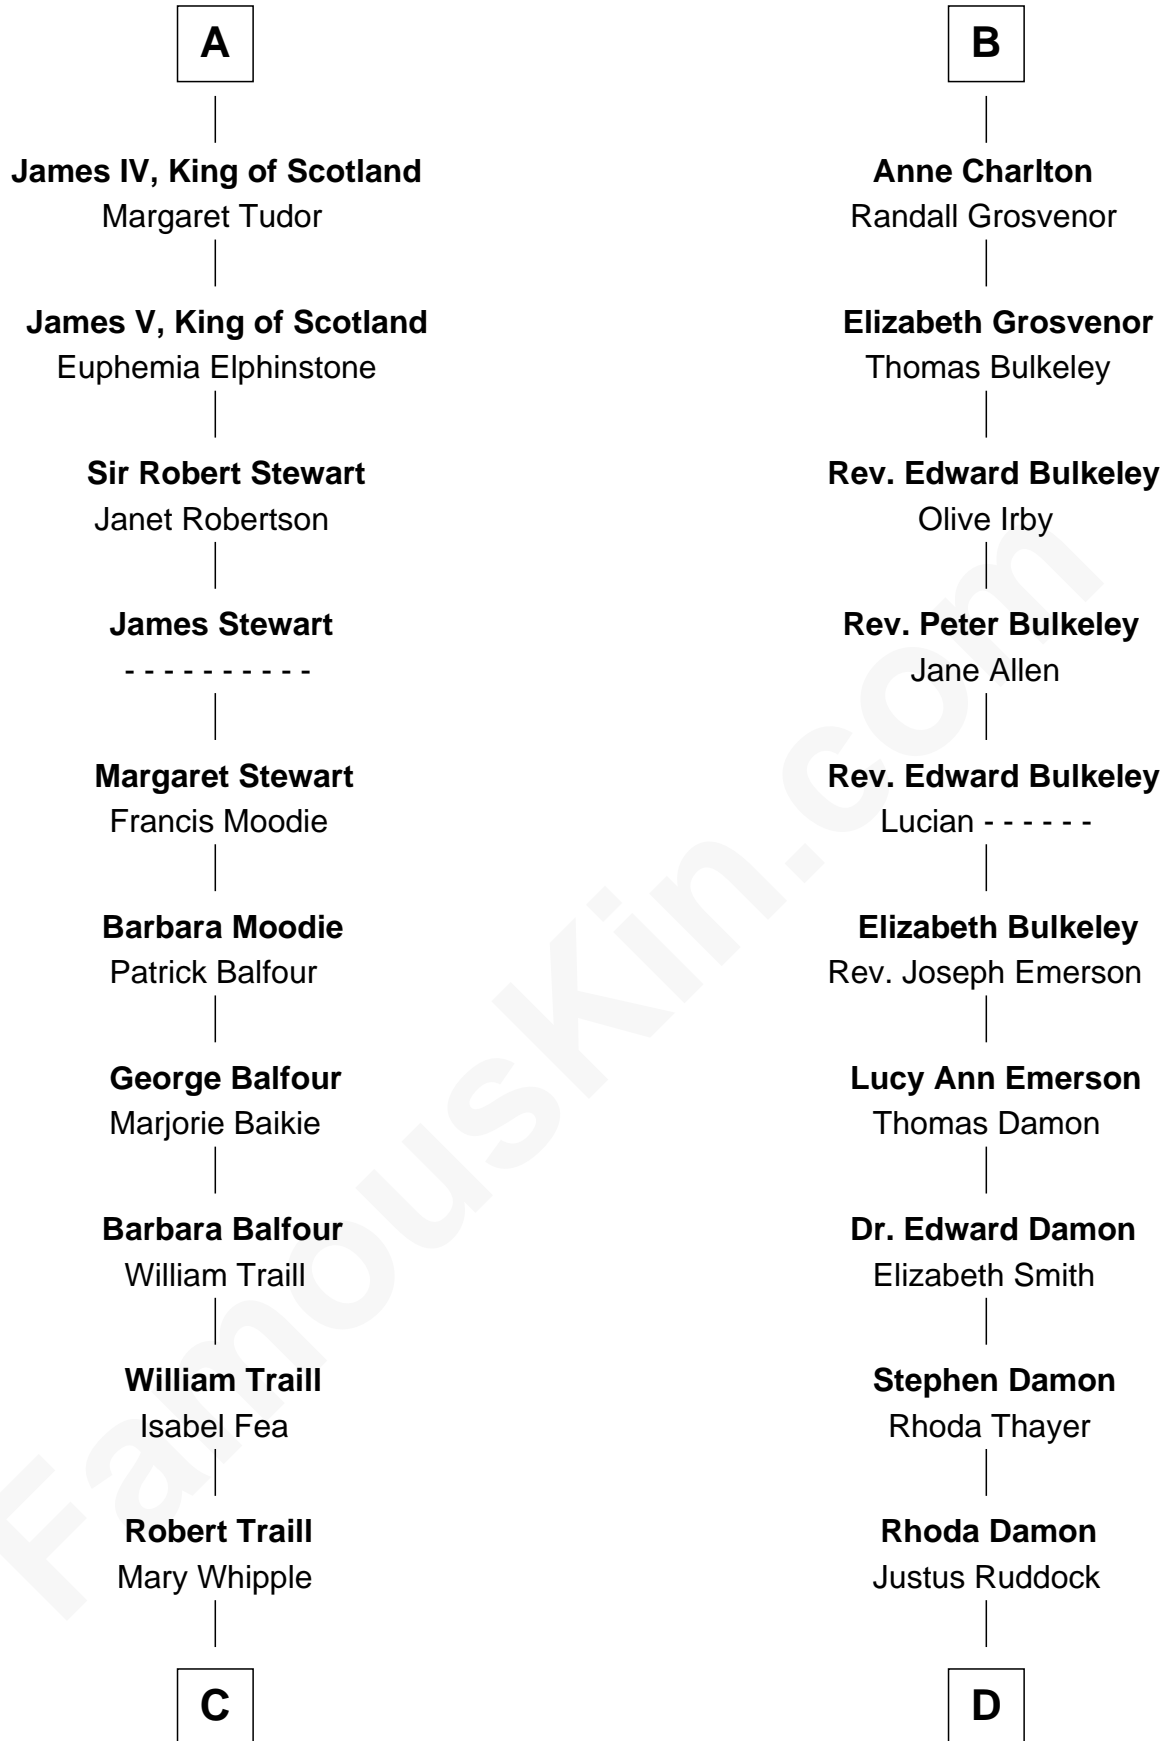 A
James IV, King of Scotland
Margaret Tudor
James V, King of Scotland
Euphemia Elphinstone
Sir Robert Stewart
Janet Robertson
James Stewart
- - - - - - - - - -
Margaret Stewart
Francis Moodie
Barbara Moodie
Patrick Balfour
George Balfour
Marjorie Baikie
Barbara Balfour
William Traill
William Traill
Isabel Fea
Robert Traill
Mary Whipple
C
B
Anne Charlton
Randall Grosvenor
Elizabeth Grosvenor
Thomas Bulkeley
Rev. Edward Bulkeley
Olive Irby
Rev. Peter Bulkeley
Jane Allen
Rev. Edward Bulkeley
Lucian - - - - - -
Elizabeth Bulkeley
Rev. Joseph Emerson
Lucy Ann Emerson
Thomas Damon
Dr. Edward Damon
Elizabeth Smith
Stephen Damon
Rhoda Thayer
Rhoda Damon
Justus Ruddock
D
FamousKin.com